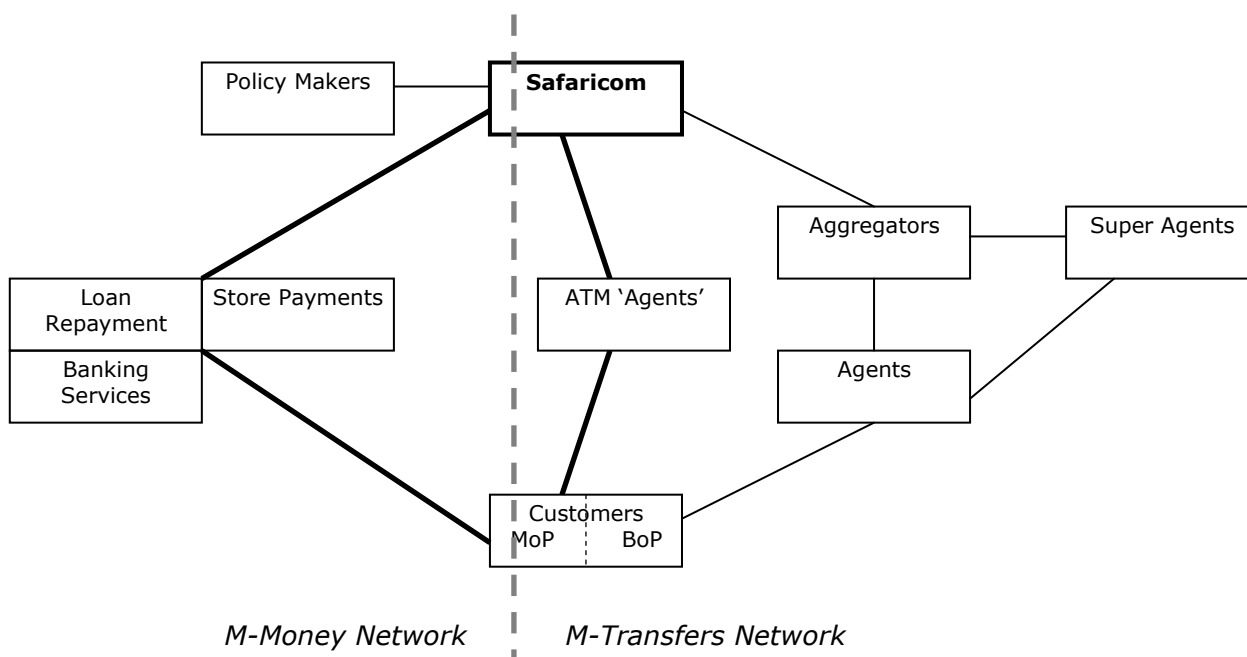 Policy Makers
Safaricom
Aggregators
Super Agents
Loan
Repayment
Store Payments
ATM ‘Agents’
Banking
Services
Agents
Customers
MoP
BoP
M-Money Network
M-Transfers Network